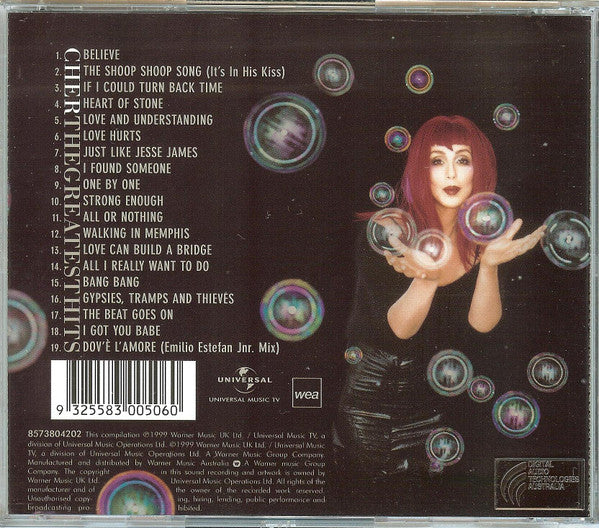 CHER THE GREATEST HITS
1. BELIEVE
2. THE SHOOP SHOOP SONG (It's In His Kiss)
3. IF I COULD TURN BACK TIME
4. HEART OF STONE
5. LOVE AND UNDERSTANDING
6. LOVE HURTS
7. JUST LIKE JESSE JAMES
8. I FOUND SOMEONE
9. ONE BY ONE
10. STRONG ENOUGH
11. ALL OR NOTHING
12. WALKING IN MEMPHIS
13. LOVE CAN BUILD A BRIDGE
14. ALL I REALLY WANT TO DO
15. BANG BANG
16. GYPSIES, TRAMPS AND THIEVES
17. THE BEAT GOES ON
18. I GOT YOU BABE
19. DOV'È L'AMORE (Emilio Estefan Jnr. Mix)
9 325583 005060
UNIVERSAL
UNIVERSAL MUSIC TV
wea
8573804202 This compilation ℗1999 Warner Music UK Ltd. / Universal Music TV, a
division of Universal Music Operations Ltd. ©1999 Warner Music UK Ltd./ Universal Music
TV, a division of Universal Music Operations Ltd. A Warner Music Group Company.
Manufactured and distributed by Warner Music Australia A Warner music Group
Company. The copyright in this sound recording and artwork is owned by
Warner Music UK Ltd. / Universal Music Operations Ltd. All rights of the
manufacturer and of the owner of the recorded work reserved.
Unauthorised copy ing, hiring, lending, public performance and
broadcasting pro hibited.
DIGITAL
AUDIO
TECHNOLOGIES
AUSTRALIA